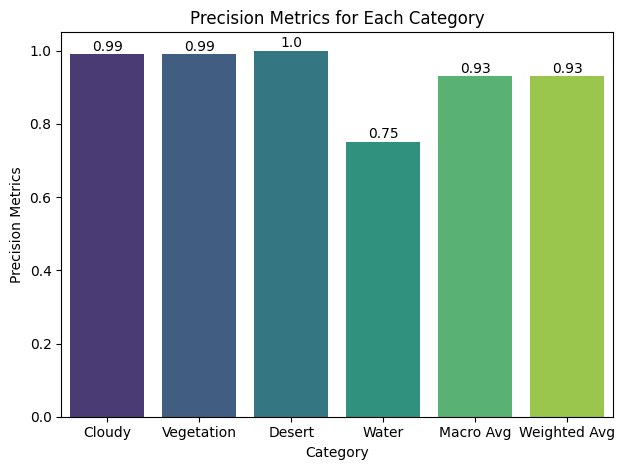 Precision Metrics for Each Category
0.99 0.99 1.0 0.75 0.93 0.93
1.0
0.8
0.6
0.4
0.2
0.0
Precision Metrics
Cloudy Vegetation Desert Water Macro Avg Weighted Avg
Category